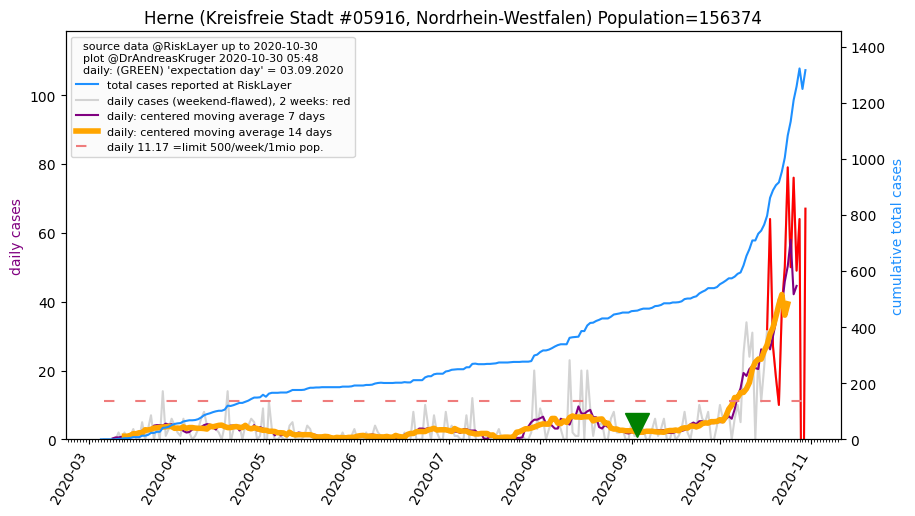 Herne (Kreisfreie Stadt #05916, Nordrhein-Westfalen) Population=156374
source data @RiskLayer up to 2020-10-30
plot @DrAndreasKruger 2020-10-30 05:48
daily: (GREEN) 'expectation day' = 03.09.2020
total cases reported at RiskLayer
daily cases (weekend-flawed), 2 weeks: red
daily: centered moving average 7 days
daily: centered moving average 14 days
daily 11.17 =limit 500/week/1mio pop.
daily cases
100
80
60
40
20
0
cumulative total cases
1400
1200
1000
800
600
400
200
0
2020-03
2020-04
2020-05
2020-06
2020-07
2020-08
2020-09
2020-10
2020-11